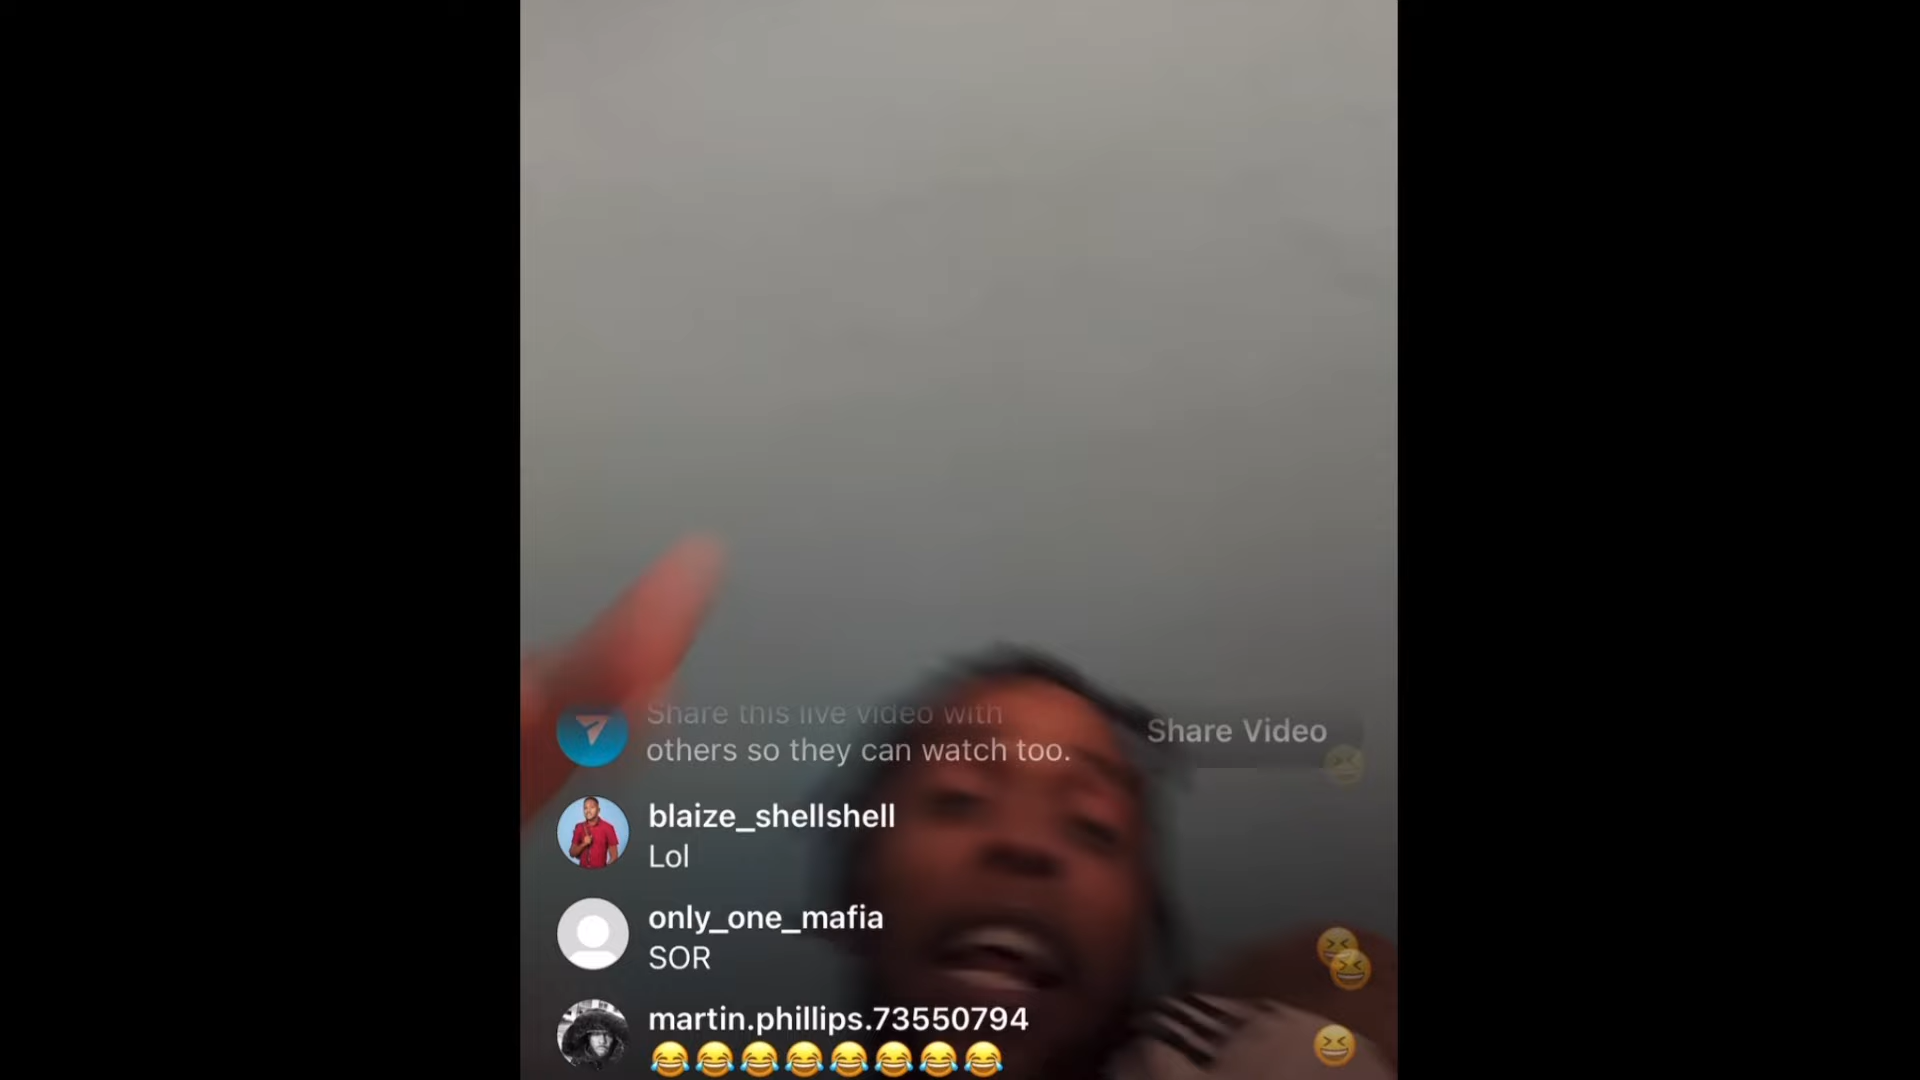 Share this live video with
others so they can watch too.
Share Video
blaize_shellshell
Lol
only_one_mafia
SOR
martin.phillips.73550794
😂😂😂😂😂😂😂😂